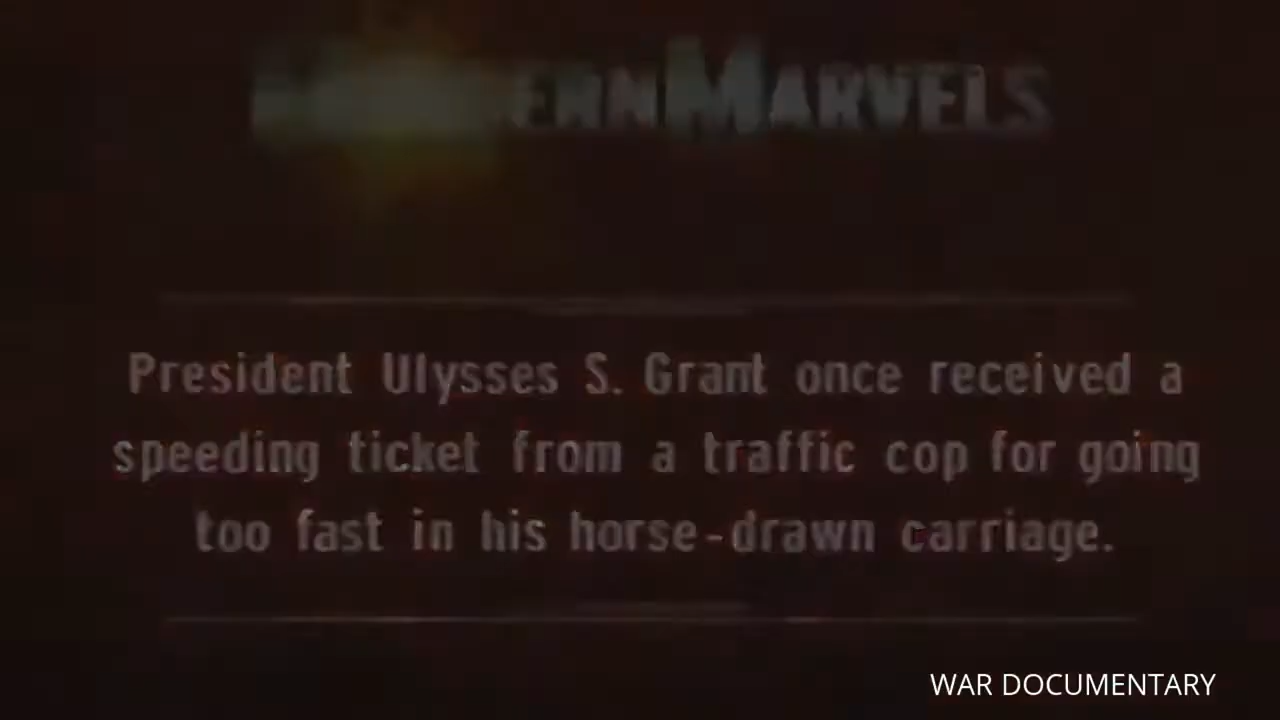 ERNMARVELS
President Ulysses S. Grant once received a
speeding ticket from a traffic cop for going
too fast in his horse-drawn carriage.
WAR DOCUMENTARY